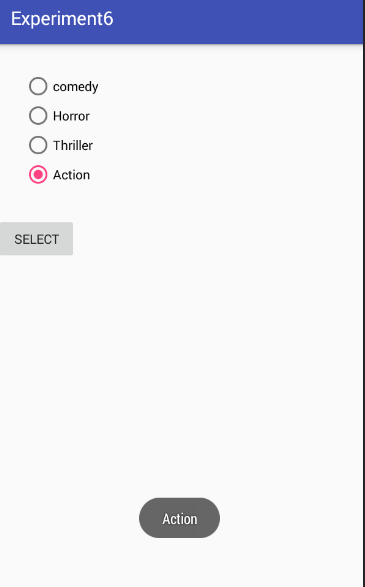 Experiment6
comedy
Horror
Thriller
Action
SELECT
Action